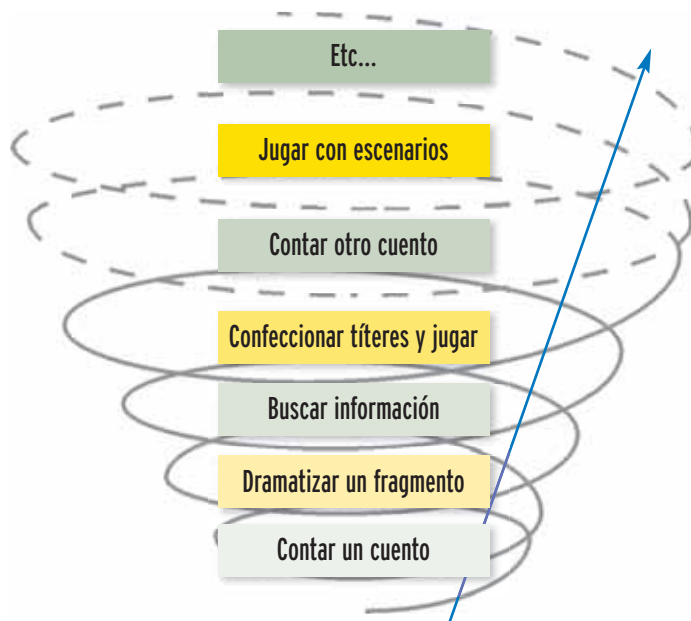 Etc...
Jugar con escenarios
Contar otro cuento
Confeccionar títeres y jugar
Buscar información
Dramatizar un fragmento
Contar un cuento